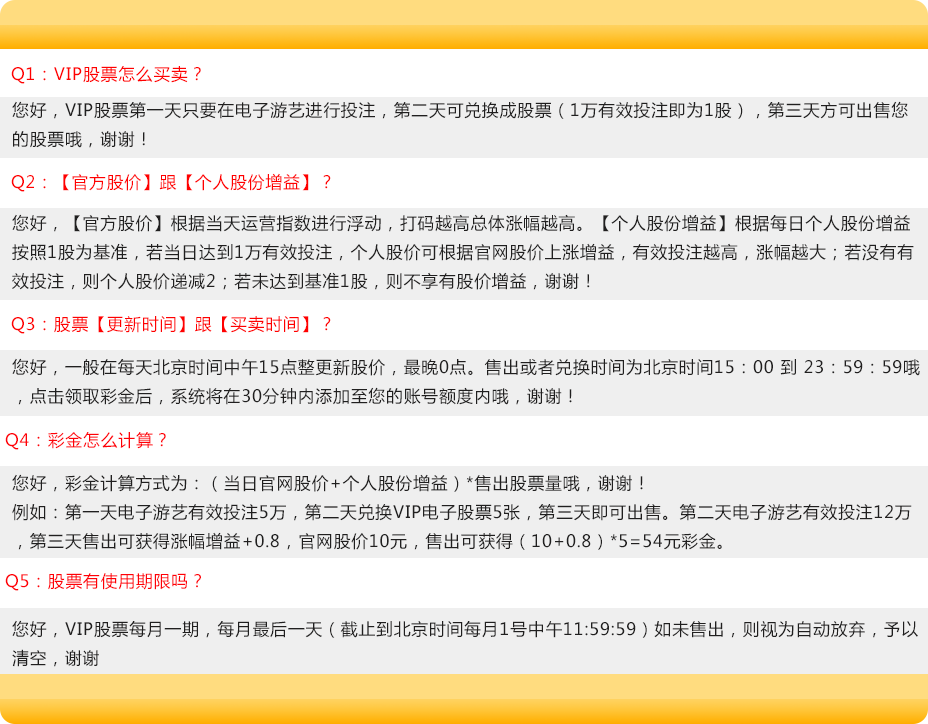 Q1：VIP股票怎么买卖？
您好，VIP股票第一天只要在电子游艺进行投注，第二天可兑换成股票（1万有效投注即为1股），第三天方可出售您
的股票哦，谢谢！
Q2：【官方股价】跟【个人股份增益】？
您好，【官方股价】根据当天运营指数进行浮动，打码越高总体涨幅越高。【个人股份增益】根据每日个人股份增益
按照1股为基准，若当日达到1万有效投注，个人股价可根据官网股价上涨增益，有效投注越高，涨幅越大；若没有有
效投注，则个人股价递减2；若未达到基准1股，则不享有股价增益，谢谢！
Q3：股票【更新时间】跟【买卖时间】？
您好，一般在每天北京时间中午15点整更新股价，最晚0点。售出或者兑换时间为北京时间15：00 到 23：59：59哦
，点击领取彩金后，系统将在30分钟内添加至您的账号额度内哦，谢谢！
Q4：彩金怎么计算？
您好，彩金计算方式为：（当日官网股价+个人股份增益）*售出股票量哦，谢谢！
例如：第一天电子游艺有效投注5万，第二天兑换VIP电子股票5张，第三天即可出售。第二天电子游艺有效投注12万
，第三天售出可获得涨幅增益+0.8，官网股价10元，售出可获得（10+0.8）*5=54元彩金。
Q5：股票有使用期限吗？
您好，VIP股票每月一期，每月最后一天（截止到北京时间每月1号中午11:59:59）如未售出，则视为自动放弃，予以
清空，谢谢